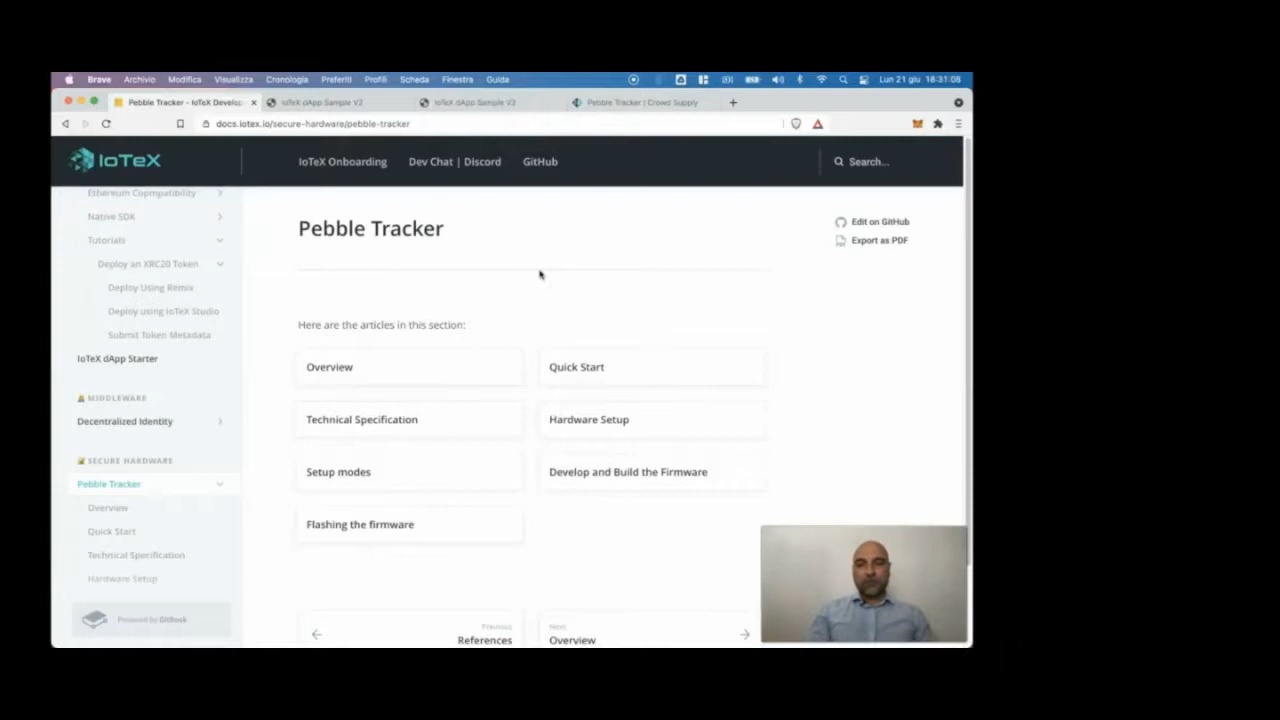 Brave Archivio Modifica Visualizza Cronologia Preferiti Profili Scheda Finestra Guida Lun 21 giu 18:31:08
Pebble Tracker - IoTeX Develop IoTeX dApp Sample V2 IoTeX dApp Sample V3 Pebble Tracker | Crowd Supply
docs.iotex.io/secure-hardware/pebble-tracker
IoTeX IoTeX Onboarding Dev Chat | Discord GitHub Search...
Ethereum Copmpatibility
Native SDK
Tutorials
Deploy an XRC20 Token
Deploy Using Remix
Deploy using IoTeX Studio
Submit Token Metadata
IoTeX dApp Starter
MIDDLEWARE
Decentralized Identity
SECURE HARDWARE
Pebble Tracker
Overview
Quick Start
Technical Specification
Hardware Setup
Powered by GitBook
Pebble Tracker
Edit on GitHub
Export as PDF
Here are the articles in this section:
Overview
Quick Start
Technical Specification
Hardware Setup
Setup modes
Develop and Build the Firmware
Flashing the firmware
Previous
References
Next
Overview